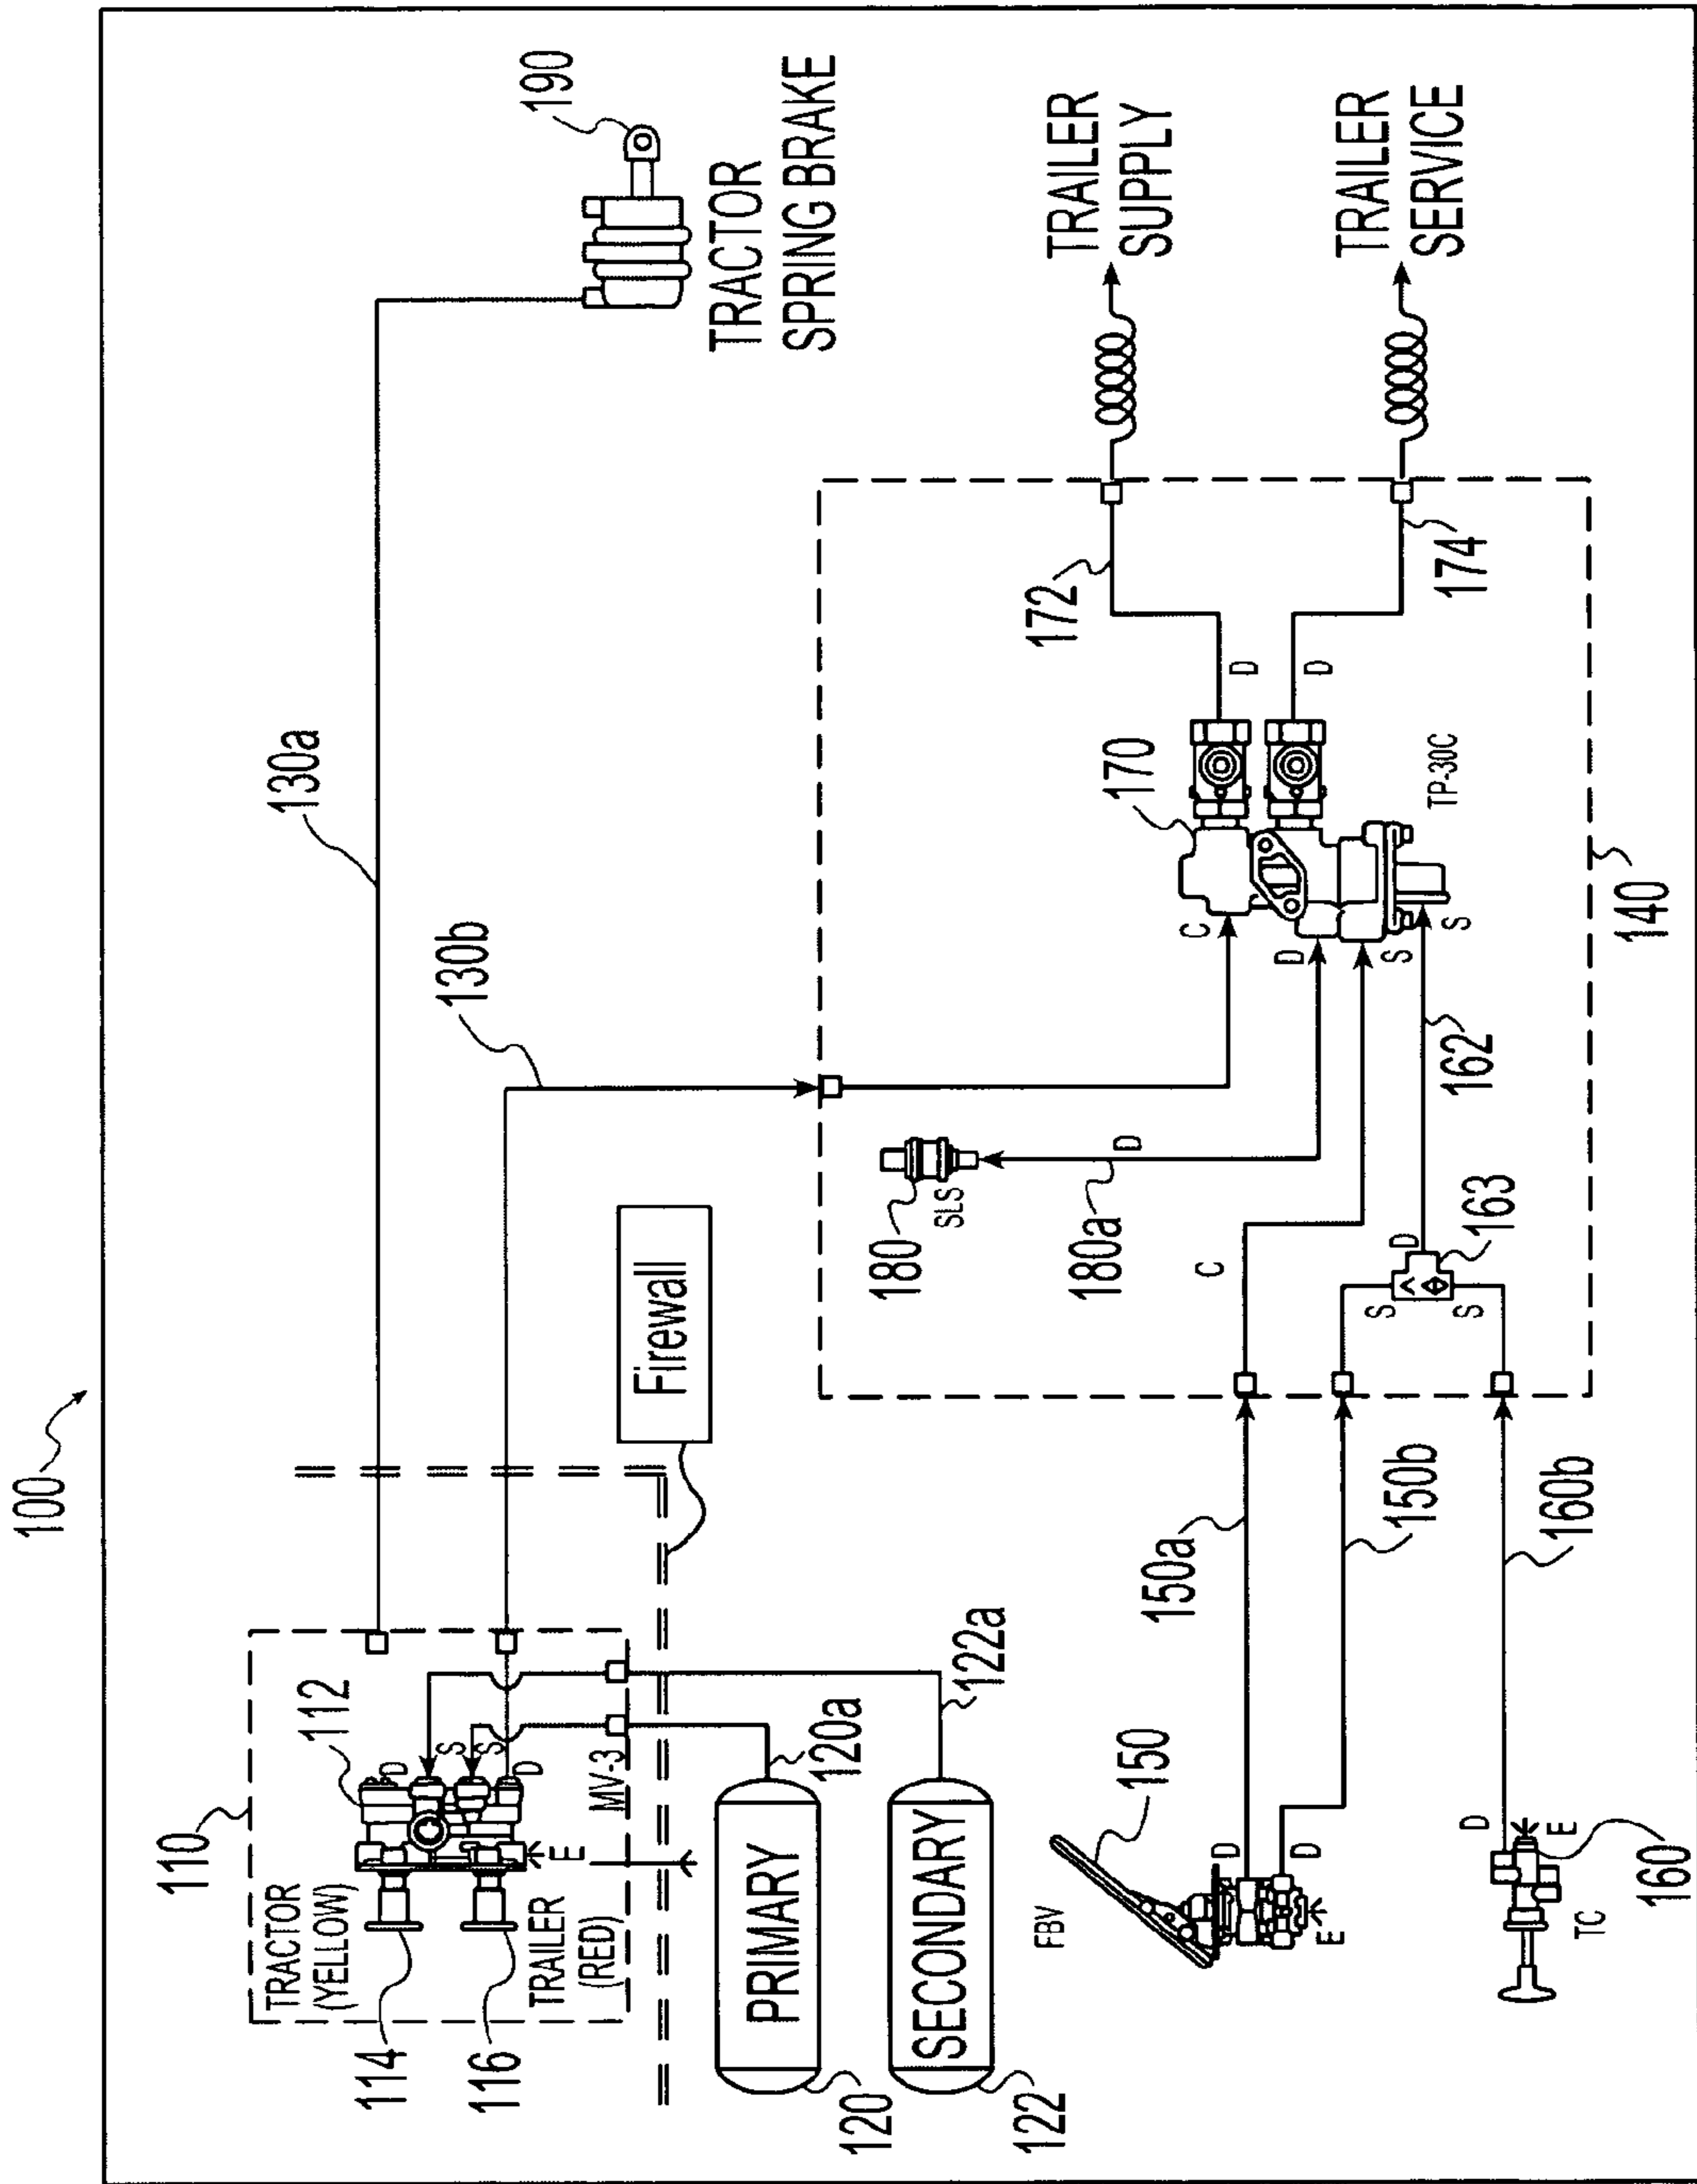 100
110
112
TRACTOR
(YELLOW)
D
S
S
D
114
116
TRAILER
(RED)
E
MV-3
130a
130b
190
TRACTOR
SPRING BRAKE
Firewall
PRIMARY
120
120a
SECONDARY
122
122a
180
SLS
180a
D
170
C
D
S
S
TP-30C
D
D
172
174
TRAILER
SUPPLY
TRAILER
SERVICE
140
FBV
150
D
D
E
150a
150b
C
S
S
D
163
162
TC
D
E
160
160b